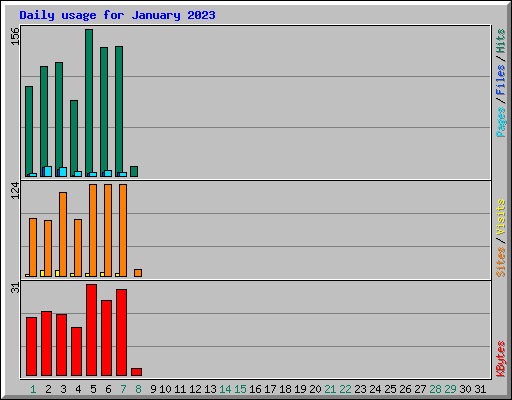 Daily usage for January 2023
156
124
31
Pages / Files / Hits
Sites / Visits
KBytes
1 2 3 4 5 6 7 8 9 10 11 12 13 14 15 16 17 18 19 20 21 22 23 24 25 26 27 28 29 30 31